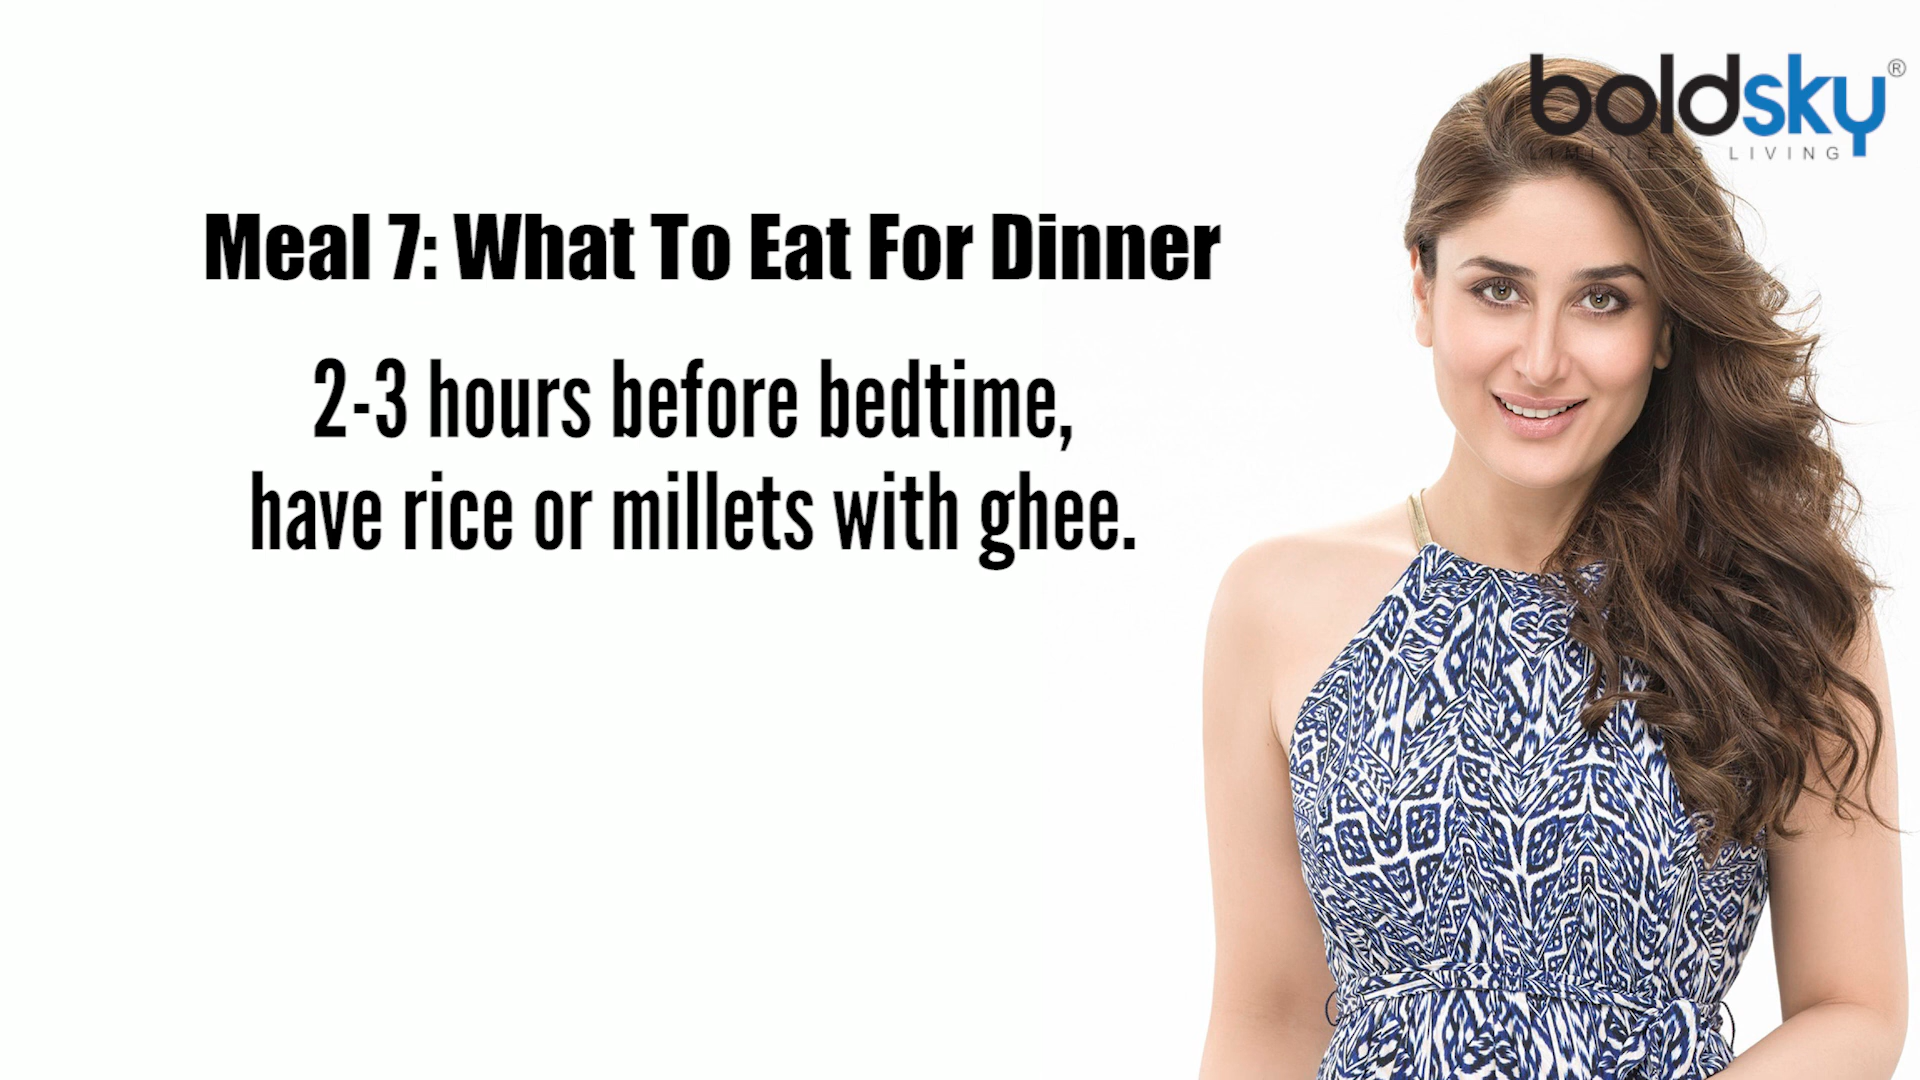 boldsky®
LIMITLESS LIVING
Meal 7: What To Eat For Dinner
2-3 hours before bedtime,
have rice or millets with ghee.